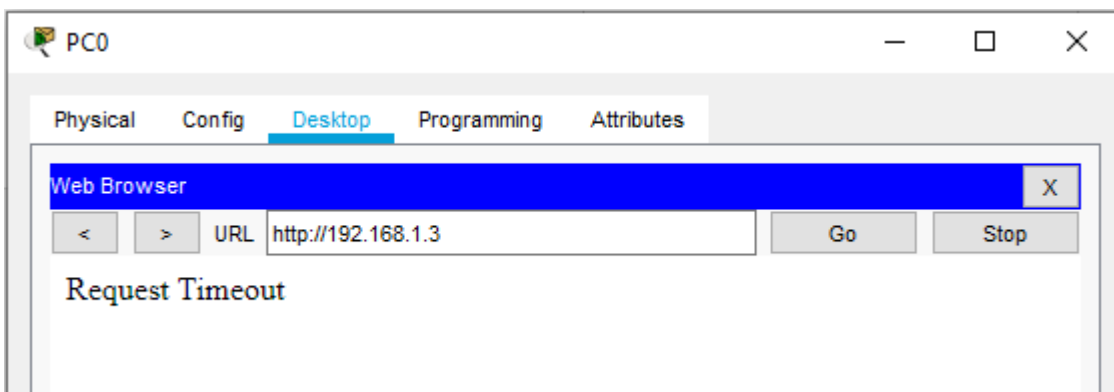 PC0
Physical Config Desktop Programming Attributes
Web Browser X
< > URL http://192.168.1.3 Go Stop
Request Timeout